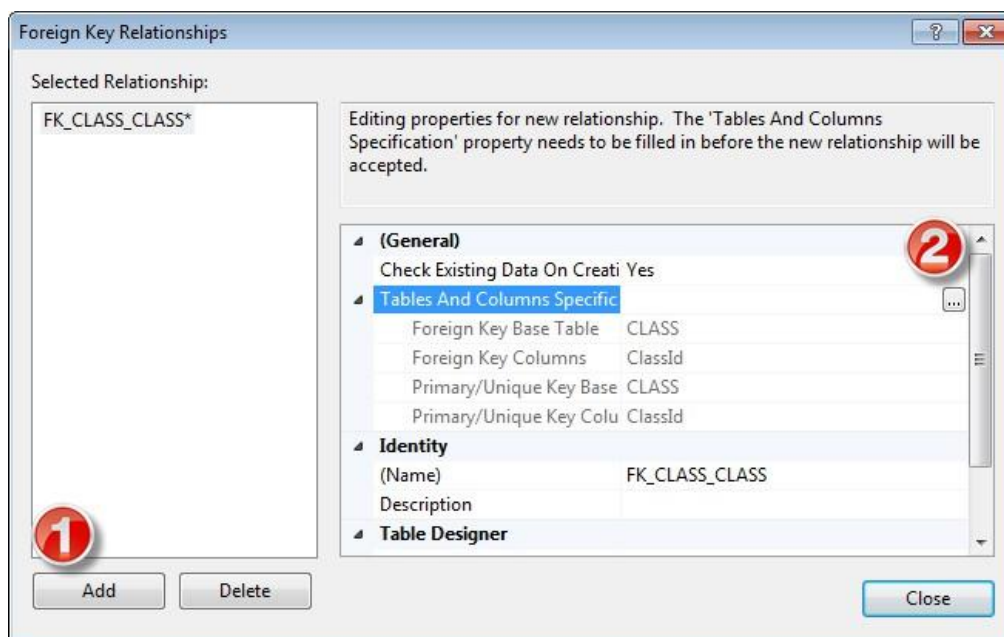 Foreign Key Relationships
?
Selected Relationship:
FK_CLASS_CLASS*
Editing properties for new relationship. The 'Tables And Columns
Specification' property needs to be filled in before the new relationship will be
accepted.
2
(General)
Check Existing Data On Creati Yes
Tables And Columns Specific ...
Foreign Key Base Table CLASS
Foreign Key Columns ClassId
Primary/Unique Key Base CLASS
Primary/Unique Key Colu ClassId
Identity
(Name) FK_CLASS_CLASS
Description
Table Designer
1
Add Delete Close